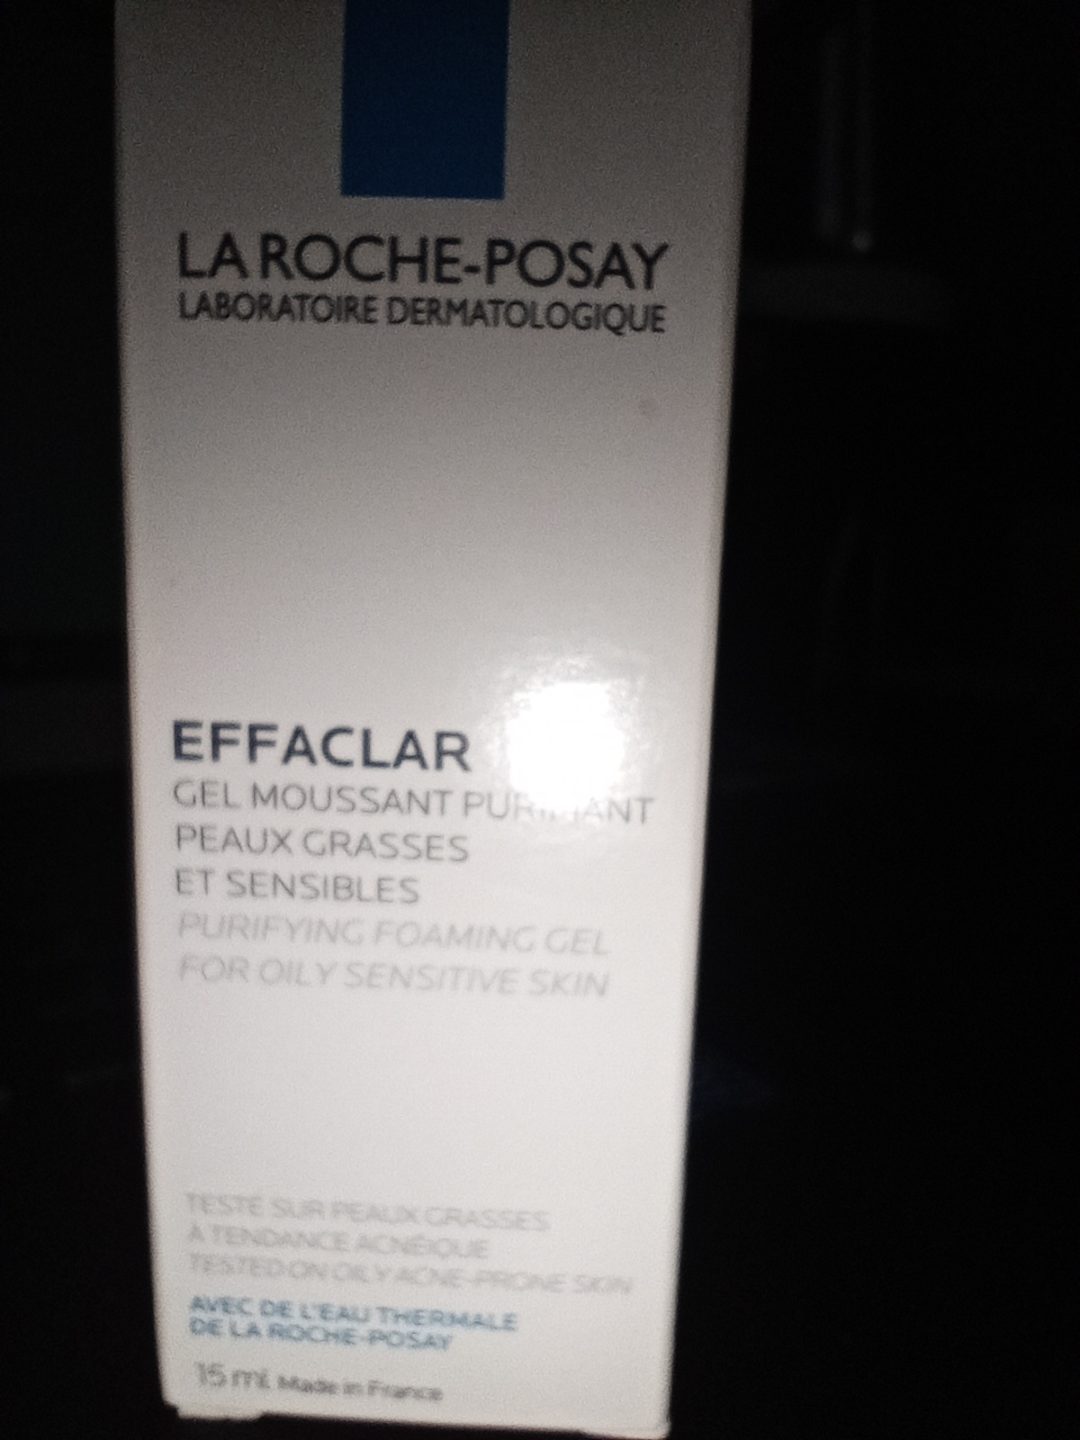 LA ROCHE-POSAY
LABORATOIRE DERMATOLOGIQUE
EFFACLAR
GEL MOUSSANT PURIFIANT
PEAUX GRASSES
ET SENSIBLES
PURIFYING FOAMING GEL
FOR OILY SENSITIVE SKIN
TESTÉ SUR PEAUX GRASSES
À TENDANCE ACNÉIQUE
TESTED ON OILY ACNE-PRONE SKIN
AVEC DE L'EAU THERMALE
DE LA ROCHE-POSAY
15 ml Made in France